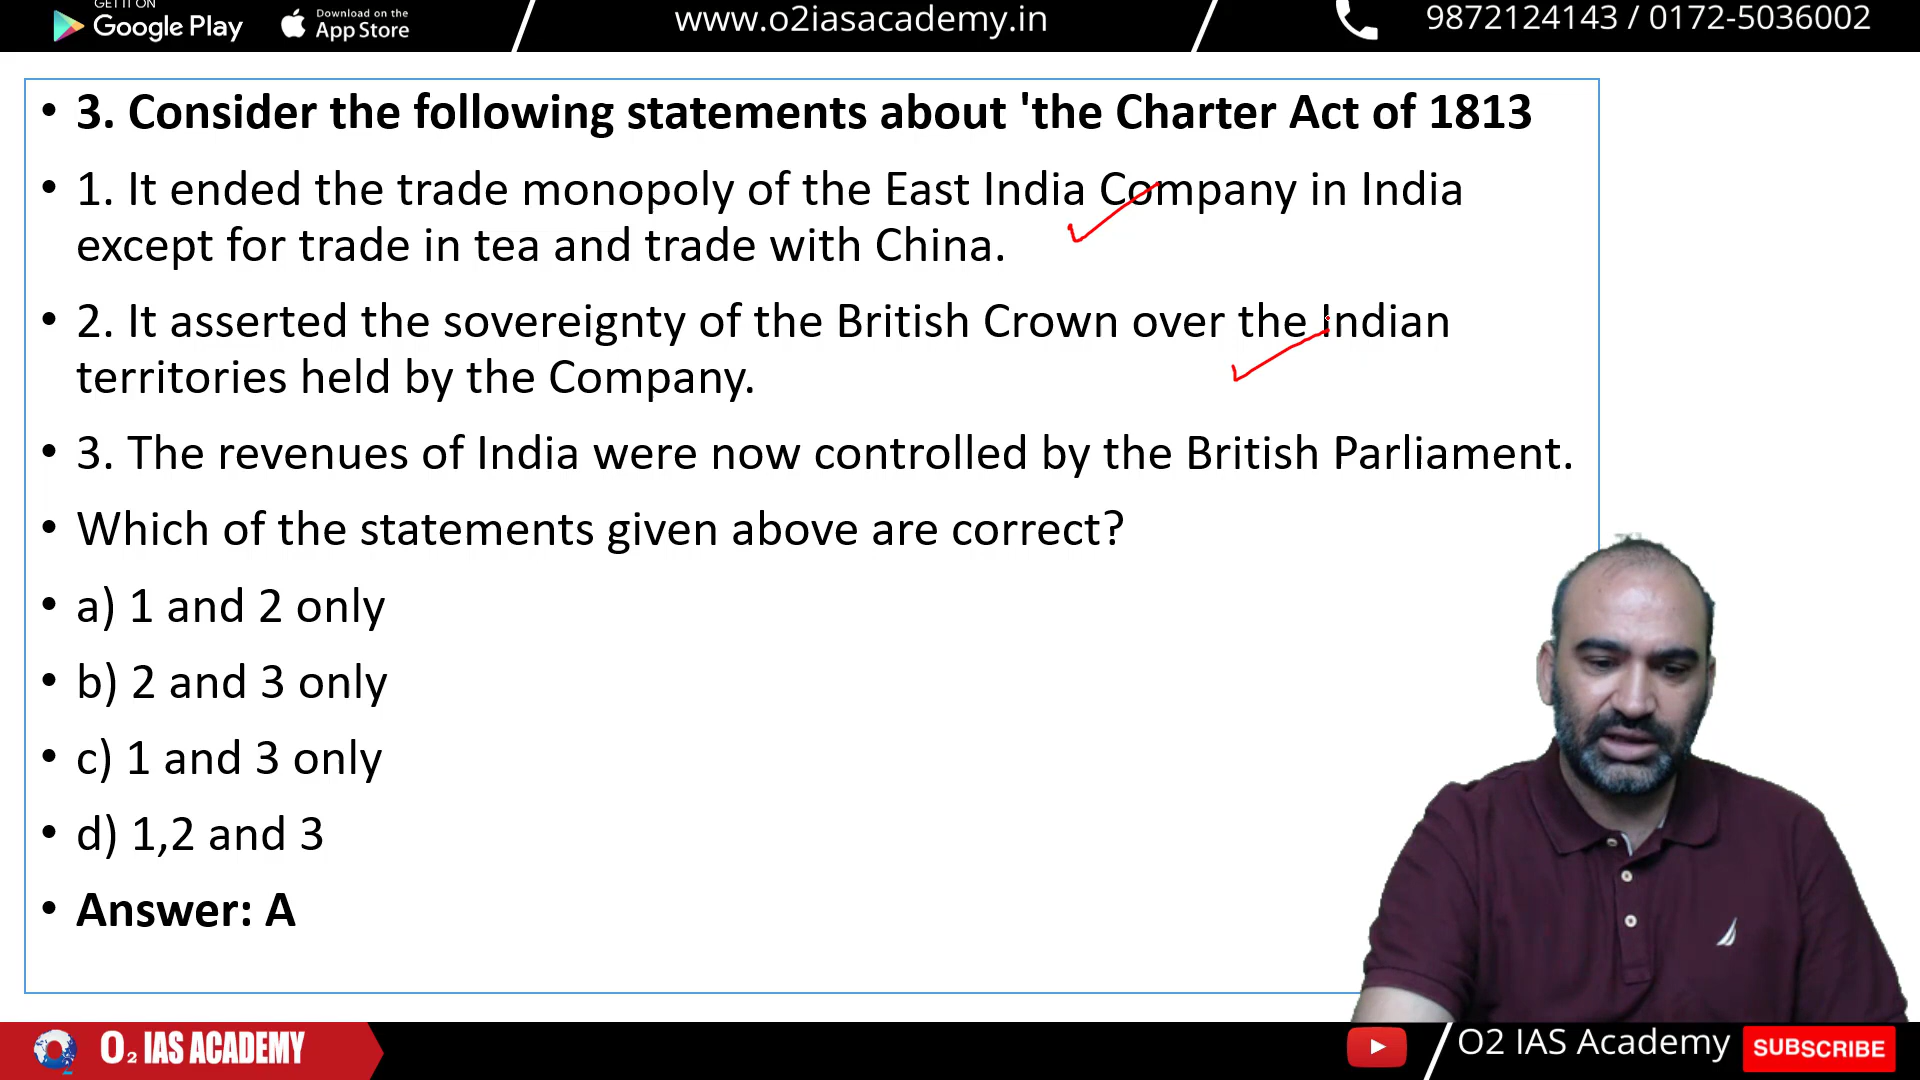 GET IT ON
Google Play
Download on the
App Store
www.o2iasacademy.in
9872124143 / 0172-5036002
• 3. Consider the following statements about 'the Charter Act of 1813
• 1. It ended the trade monopoly of the East India Company in India
except for trade in tea and trade with China.
• 2. It asserted the sovereignty of the British Crown over the Indian
territories held by the Company.
• 3. The revenues of India were now controlled by the British Parliament.
• Which of the statements given above are correct?
• a) 1 and 2 only
• b) 2 and 3 only
• c) 1 and 3 only
• d) 1,2 and 3
• Answer: A
O2 IAS ACADEMY
O2 IAS Academy
SUBSCRIBE